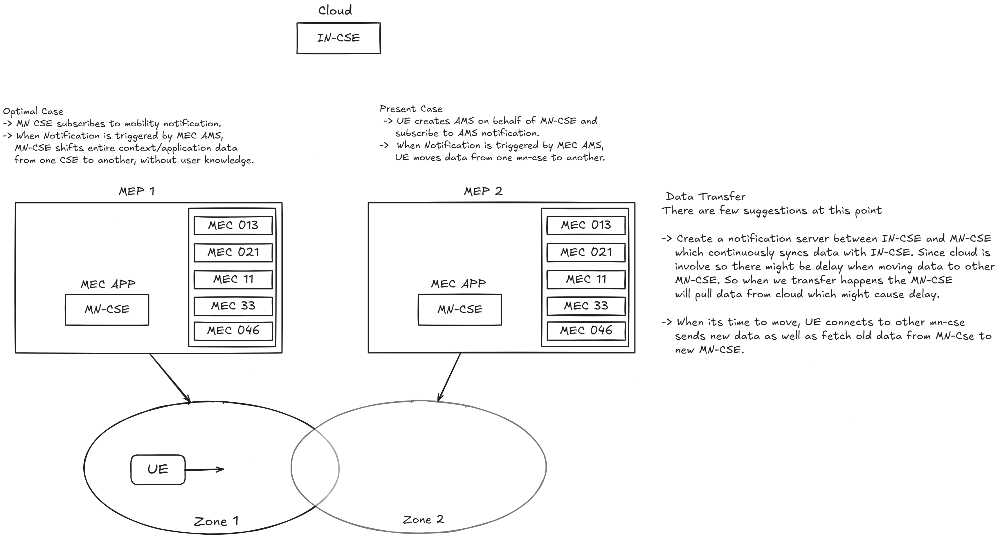 Cloud
IN-CSE
Optimal Case
-> MN CSE subscribes to mobility notification.
-> When Notification is triggered by MEC AMS,
MN-CSE shifts entire context/application data
from one CSE to another, without user knowledge.
Present Case
-> UE creates AMS on behalf of MN-CSE and
subscribe to AMS notification.
-> When Notification is triggered by MEC AMS,
UE moves data from one mn-cse to another.
MEP 1
MEC 013
MEC 021
MEC 11
MEC 33
MEC 046
MEC APP
MN-CSE
MEP 2
MEC 013
MEC 021
MEC 11
MEC 33
MEC 046
MEC APP
MN-CSE
Data Transfer
There are few suggestions at this point
-> Create a notification server between IN-CSE and MN-CSE
which continuously syncs data with IN-CSE. Since cloud is
involve so there might be delay when moving data to other
MN-CSE. So when we transfer happens the MN-CSE
will pull data from cloud which might cause delay.
-> When its time to move, UE connects to other mn-cse
sends new data as well as fetch old data from MN-Cse to
new MN-CSE.
UE
Zone 1
Zone 2